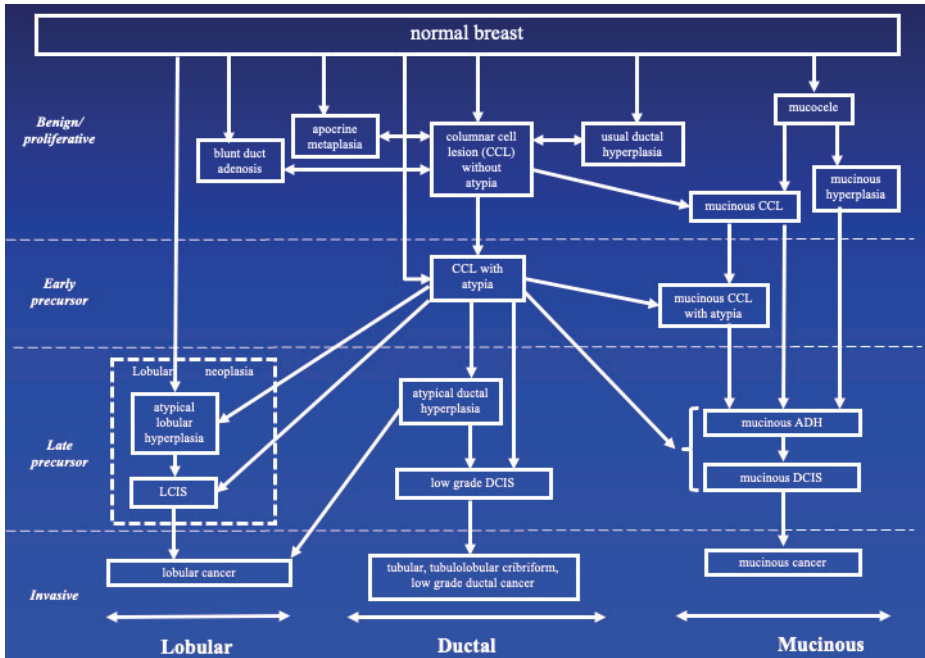 normal breast
Benign/
proliferative
blunt duct
adenosis
apocrine
metaplasia
columnar cell
lesion (CCL)
without
atypia
usual ductal
hyperplasia
mucocele
mucinous
hyperplasia
mucinous CCL
Early
precursor
CCL with
atypia
mucinous CCL
with atypia
Late
precursor
Lobular neoplasia
atypical
lobular
hyperplasia
LCIS
atypical ductal
hyperplasia
low grade DCIS
mucinous ADH
mucinous DCIS
Invasive
lobular cancer
tubular, tubulolobular cribriform,
low grade ductal cancer
mucinous cancer
Lobular
Ductal
Mucinous